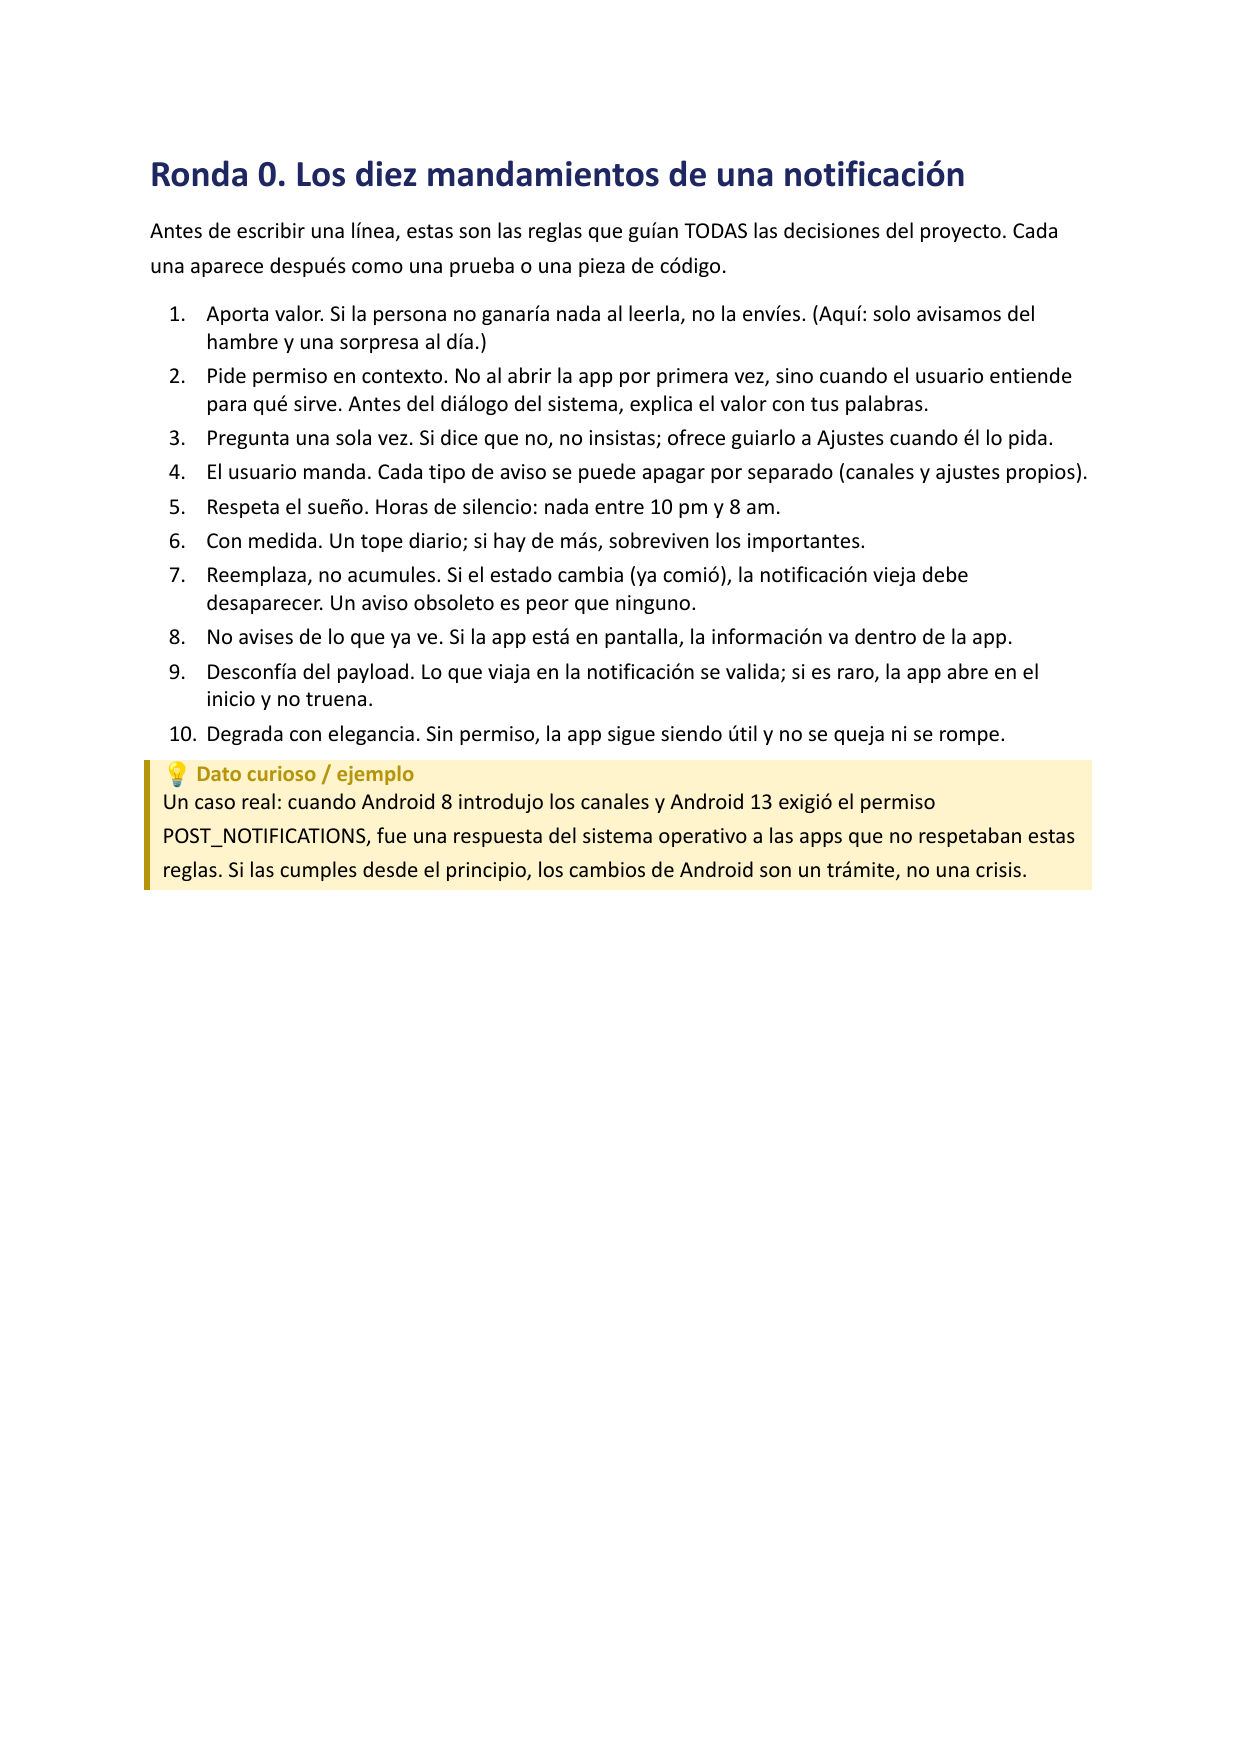 Ronda 0. Los diez mandamientos de una notificación
Antes de escribir una línea, estas son las reglas que guían TODAS las decisiones del proyecto. Cada
una aparece después como una prueba o una pieza de código.
1. Aporta valor. Si la persona no ganaría nada al leerla, no la envíes. (Aquí: solo avisamos del
hambre y una sorpresa al día.)
2. Pide permiso en contexto. No al abrir la app por primera vez, sino cuando el usuario entiende
para qué sirve. Antes del diálogo del sistema, explica el valor con tus palabras.
3. Pregunta una sola vez. Si dice que no, no insistas; ofrece guiarlo a Ajustes cuando él lo pida.
4. El usuario manda. Cada tipo de aviso se puede apagar por separado (canales y ajustes propios).
5. Respeta el sueño. Horas de silencio: nada entre 10 pm y 8 am.
6. Con medida. Un tope diario; si hay de más, sobreviven los importantes.
7. Reemplaza, no acumules. Si el estado cambia (ya comió), la notificación vieja debe
desaparecer. Un aviso obsoleto es peor que ninguno.
8. No avises de lo que ya ve. Si la app está en pantalla, la información va dentro de la app.
9. Desconfía del payload. Lo que viaja en la notificación se valida; si es raro, la app abre en el
inicio y no truena.
10. Degrada con elegancia. Sin permiso, la app sigue siendo útil y no se queja ni se rompe.
💡 Dato curioso / ejemplo
Un caso real: cuando Android 8 introdujo los canales y Android 13 exigió el permiso
POST_NOTIFICATIONS, fue una respuesta del sistema operativo a las apps que no respetaban estas
reglas. Si las cumples desde el principio, los cambios de Android son un trámite, no una crisis.